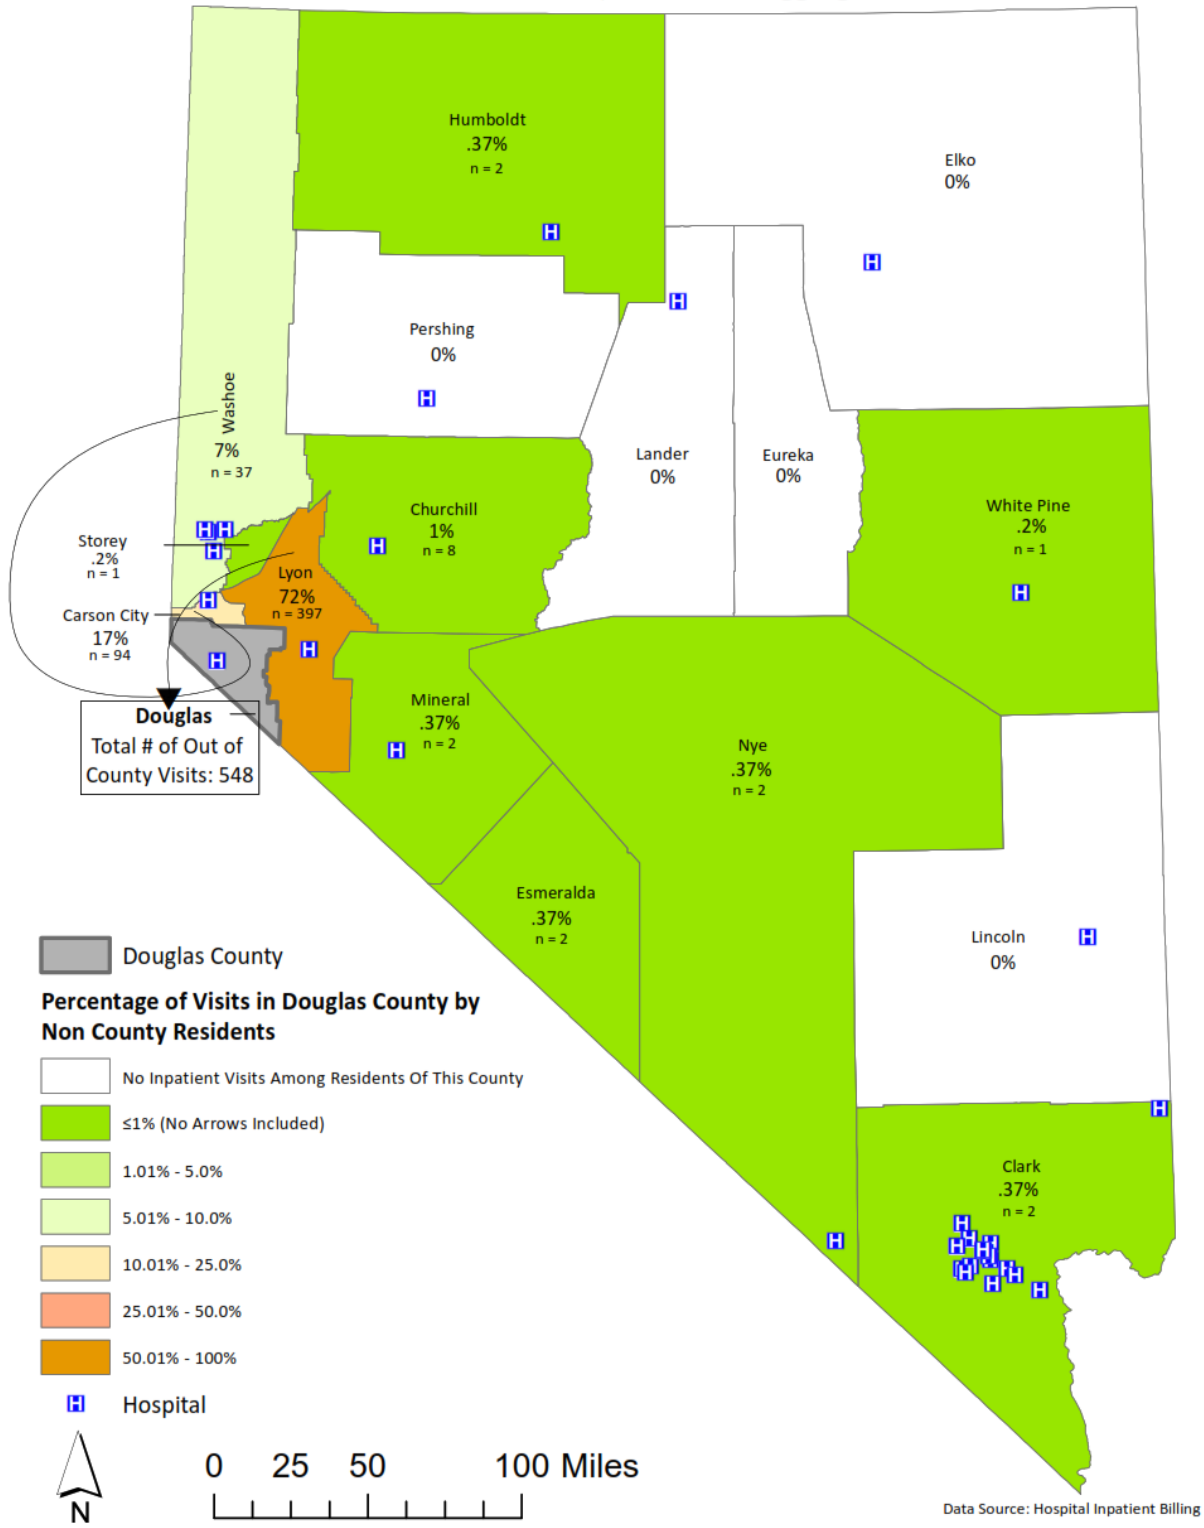 Humboldt
.37%
n = 2
Elko
0%
H
H
H
Pershing
0%
H
Washoe
7%
n = 37
Lander
0%
Eureka
0%
White Pine
.2%
n = 1
H
Churchill
1%
n = 8
H
H H
H
Storey
.2%
n = 1
Lyon
72%
n = 397
H
H
Carson City
17%
n = 94
H
Douglas
Total # of Out of
County Visits: 548
Mineral
.37%
n = 2
H
Nye
.37%
n = 2
Esmeralda
.37%
n = 2
Lincoln
0%
H
H
Clark
.37%
n = 2
H
H
H
H
H
H
H
H
H
H
H
H
Douglas County
Percentage of Visits in Douglas County by
Non County Residents
No Inpatient Visits Among Residents Of This County
≤1% (No Arrows Included)
1.01% - 5.0%
5.01% - 10.0%
10.01% - 25.0%
25.01% - 50.0%
50.01% - 100%
H Hospital
N
0 25 50 100 Miles
Data Source: Hospital Inpatient Billing